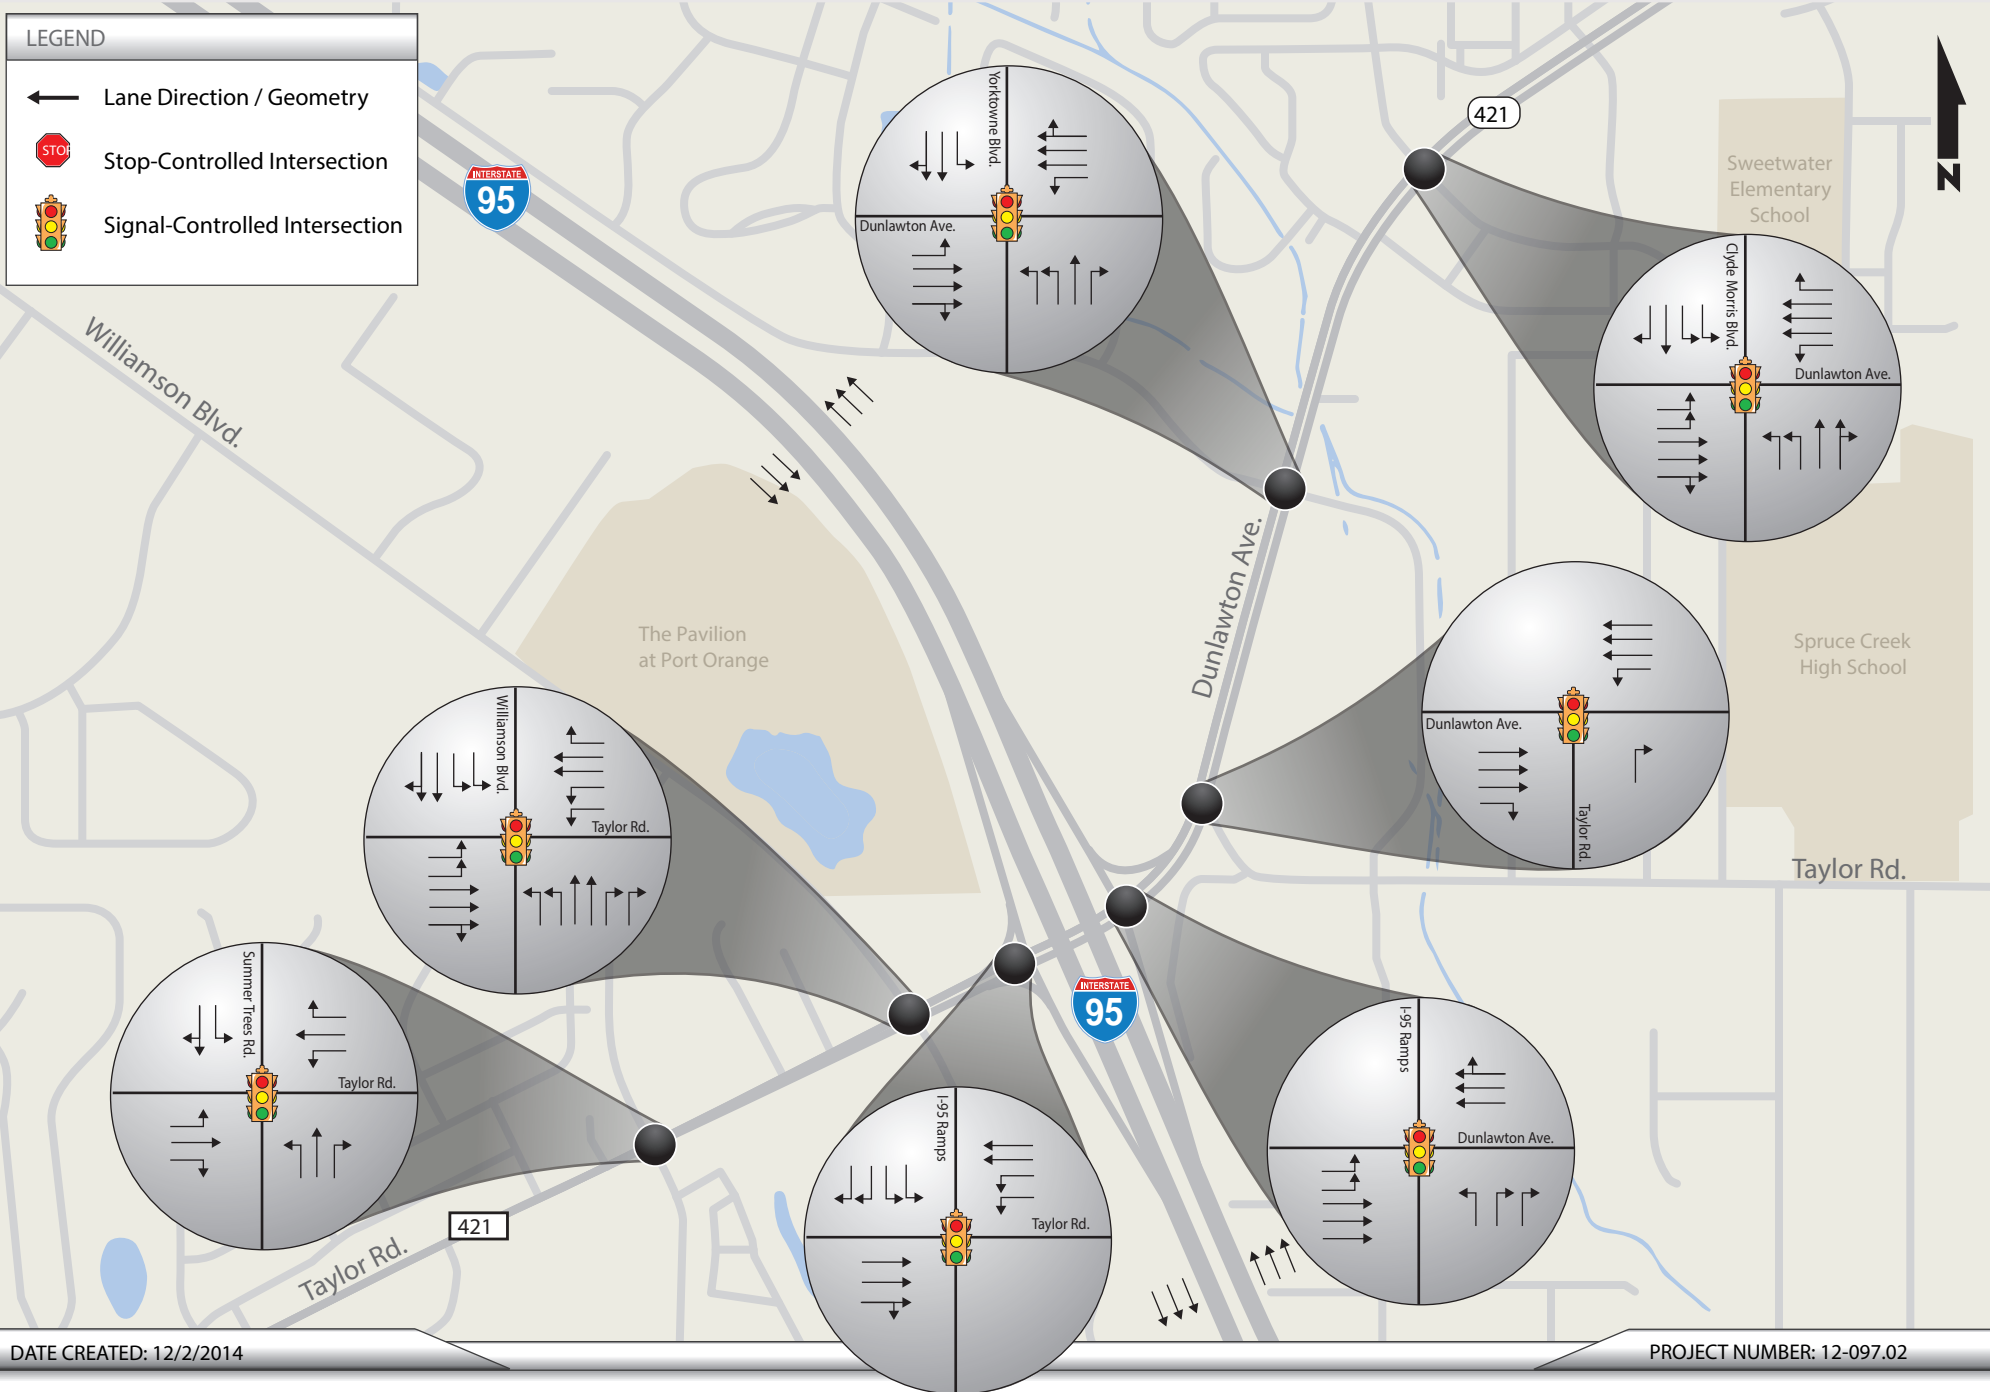 LEGEND
Lane Direction / Geometry
STOP
Stop-Controlled Intersection
Signal-Controlled Intersection
INTERSTATE
95
421
N
Sweetwater
Elementary
School
Yorktowne Blvd.
Dunlawton Ave.
Clyde Morris Blvd.
Dunlawton Ave.
Williamson Blvd.
Dunlawton Ave.
The Pavilion
at Port Orange
Spruce Creek
High School
Dunlawton Ave.
Taylor Rd.
Williamson Blvd.
Taylor Rd.
Taylor Rd.
Summer Trees Rd.
Taylor Rd.
INTERSTATE
95
I-95 Ramps
Dunlawton Ave.
I-95 Ramps
Taylor Rd.
421
Taylor Rd.
DATE CREATED: 12/2/2014
PROJECT NUMBER: 12-097.02